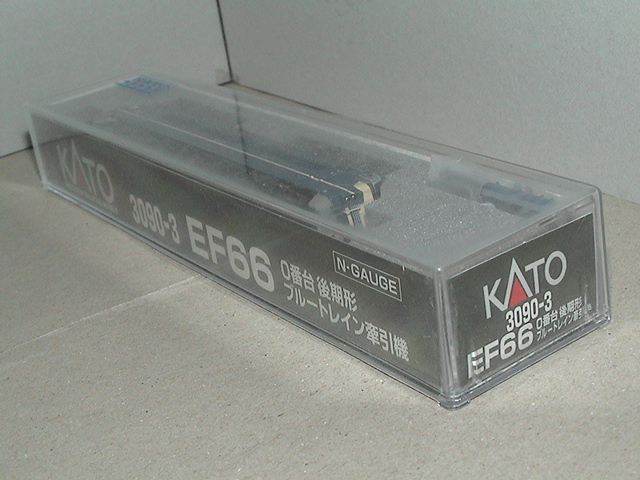 KATO
3090-3
EF66
0番台 後期形
ブルートレイン牽引機
N-GAUGE
KATO
3090-3
EF66
0番台 後期形
ブルートレイン牽引機